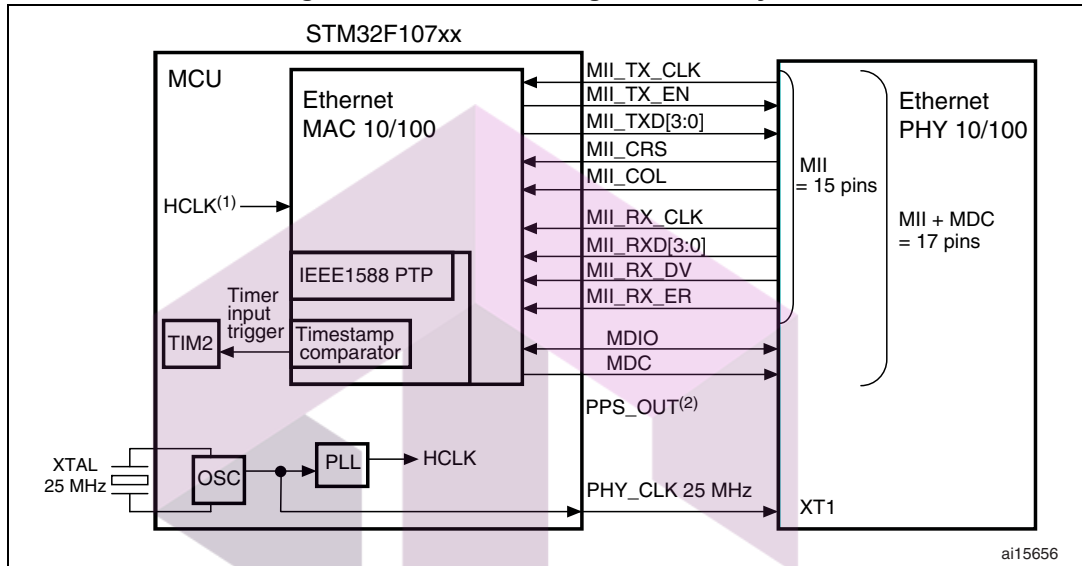 STM32F107xx
MCU
Ethernet
MAC 10/100
HCLK(1)
IEEE1588 PTP
Timer
input
trigger
TIM2
Timestamp
comparator
XTAL
25 MHz
OSC
PLL
HCLK
MII_TX_CLK
MII_TX_EN
MII_TXD[3:0]
MII_CRS
MII_COL
MII_RX_CLK
MII_RXD[3:0]
MII_RX_DV
MII_RX_ER
MDIO
MDC
PPS_OUT(2)
PHY_CLK 25 MHz
MII
= 15 pins
MII + MDC
= 17 pins
Ethernet
PHY 10/100
XT1
ai15656